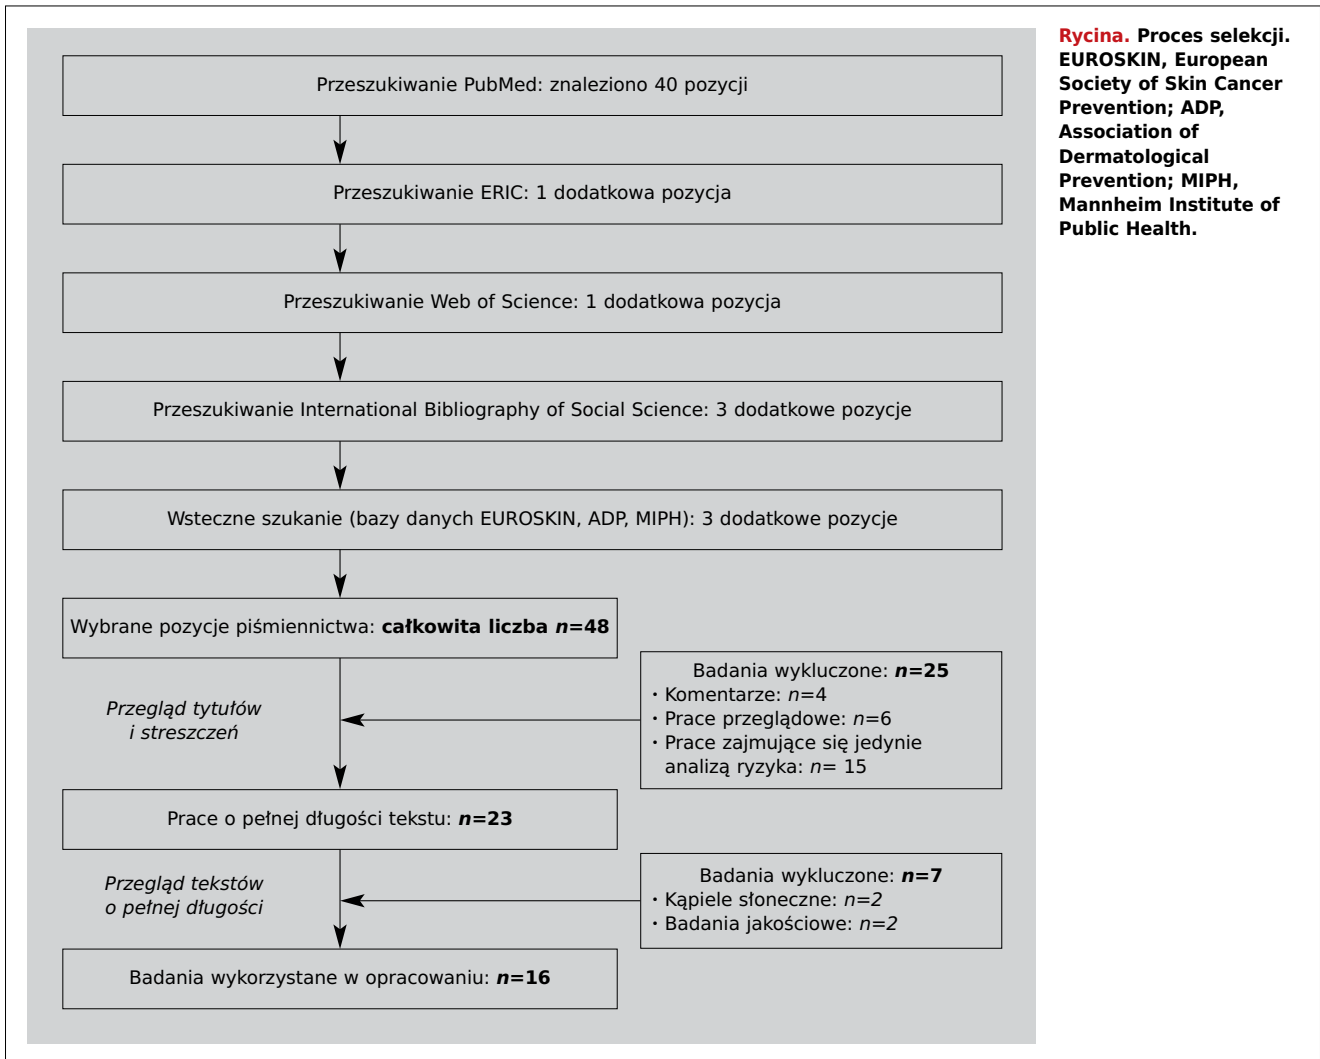 Przeszukiwanie PubMed: znaleziono 40 pozycji
Przeszukiwanie ERIC: 1 dodatkowa pozycja
Przeszukiwanie Web of Science: 1 dodatkowa pozycja
Przeszukiwanie International Bibliography of Social Science: 3 dodatkowe pozycje
Wsteczne szukanie (bazy danych EUROSKIN, ADP, MIPH): 3 dodatkowe pozycje
Wybrane pozycje piśmiennictwa: całkowita liczba n=48
Badania wykluczone: n=25
· Komentarze: n=4
· Prace przeglądowe: n=6
· Prace zajmujące się jedynie
analizą ryzyka: n= 15
Przegląd tytułów
i streszczeń
Prace o pełnej długości tekstu: n=23
Badania wykluczone: n=7
· Kąpiele słoneczne: n=2
· Badania jakościowe: n=2
Przegląd tekstów
o pełnej długości
Badania wykorzystane w opracowaniu: n=16
Rycina. Proces selekcji.
EUROSKIN, European
Society of Skin Cancer
Prevention; ADP,
Association of
Dermatological
Prevention; MIPH,
Mannheim Institute of
Public Health.